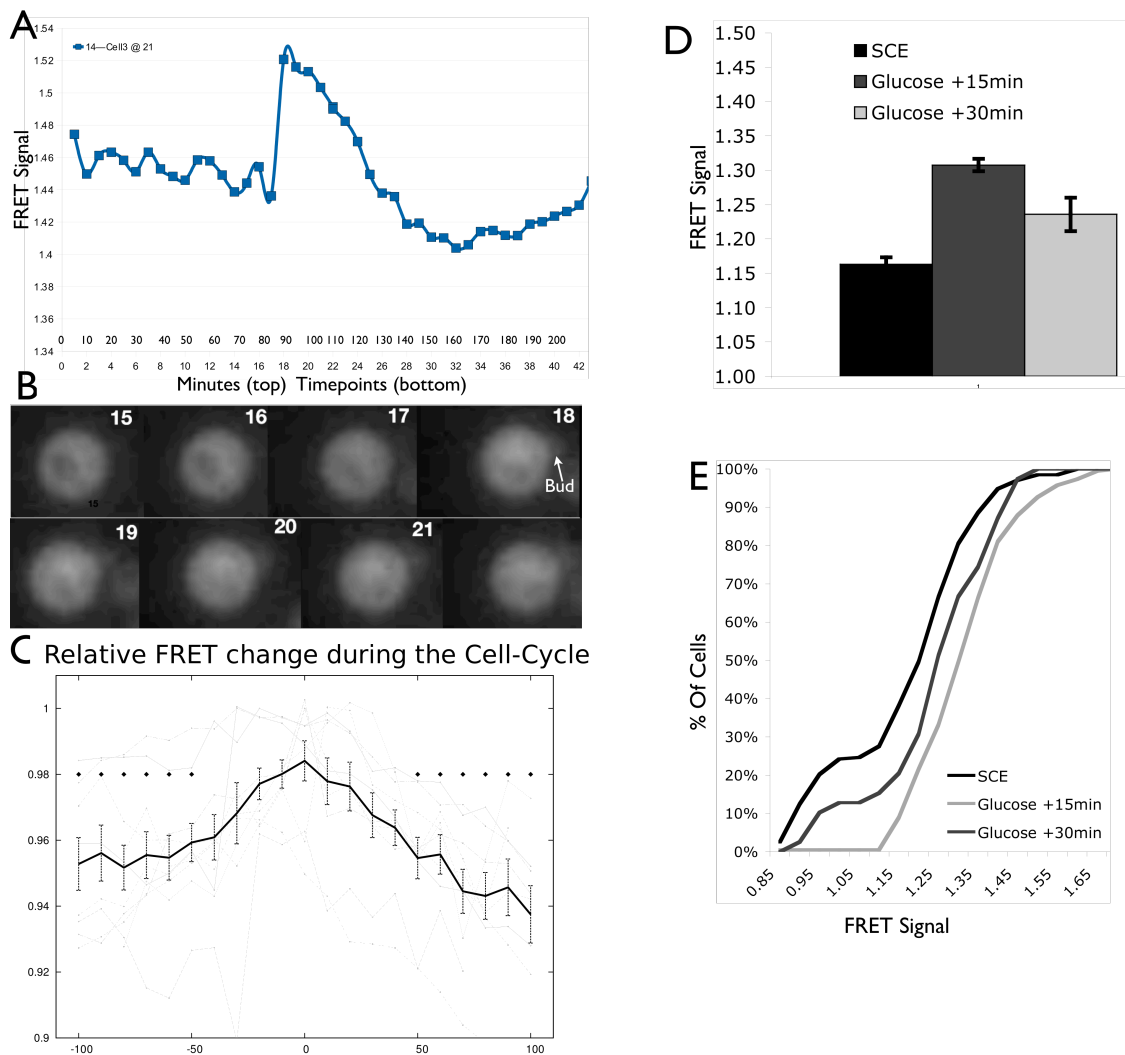 A
1.54
1.52
1.5
1.48
1.46
1.44
1.42
1.4
1.38
1.36
1.34
14—Cell3 @ 21
FRET Signal
0 10 20 30 40 50 60 70 80 90 100 110 120 130 140 150 160 170 180 190 200
0 2 4 6 8 10 12 14 16 18 20 22 24 26 28 30 32 34 36 38 40 42
Minutes (top) Timepoints (bottom)
B
15 16 17 18
Bud
15
19 20 21
C Relative FRET change during the Cell-Cycle
1
0.98
0.96
0.94
0.92
0.9
-100 -50 0 50 100
D
1.50
1.45
1.40
1.35
1.30
1.25
1.20
1.15
1.10
1.05
1.00
FRET Signal
SCE
Glucose +15min
Glucose +30min
E
100%
90%
80%
70%
60%
50%
40%
30%
20%
10%
0%
% Of Cells
SCE
Glucose +15min
Glucose +30min
0.85 0.95 1.05 1.15 1.25 1.35 1.45 1.55 1.65
FRET Signal